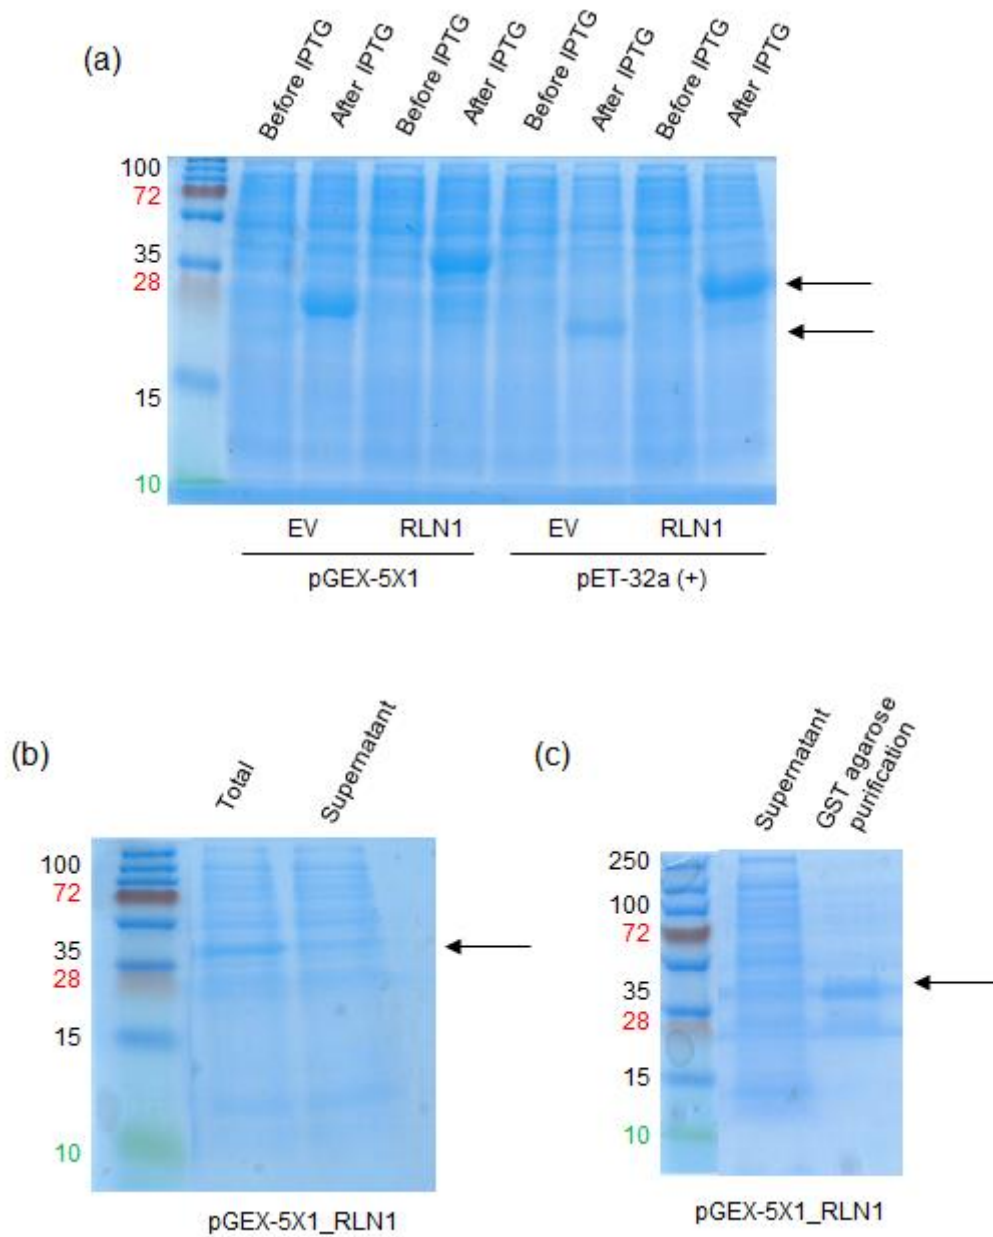 (a)
Before IPTG
After IPTG
Before IPTG
After IPTG
Before IPTG
After IPTG
Before IPTG
After IPTG
100
72
35
28
15
10
EV
RLN1
EV
RLN1
pGEX-5X1
pET-32a (+)
(b)
Total
Supernatant
100
72
35
28
15
10
pGEX-5X1_RLN1
(c)
Supernatant
GST agarose
purification
250
100
72
35
28
15
10
pGEX-5X1_RLN1